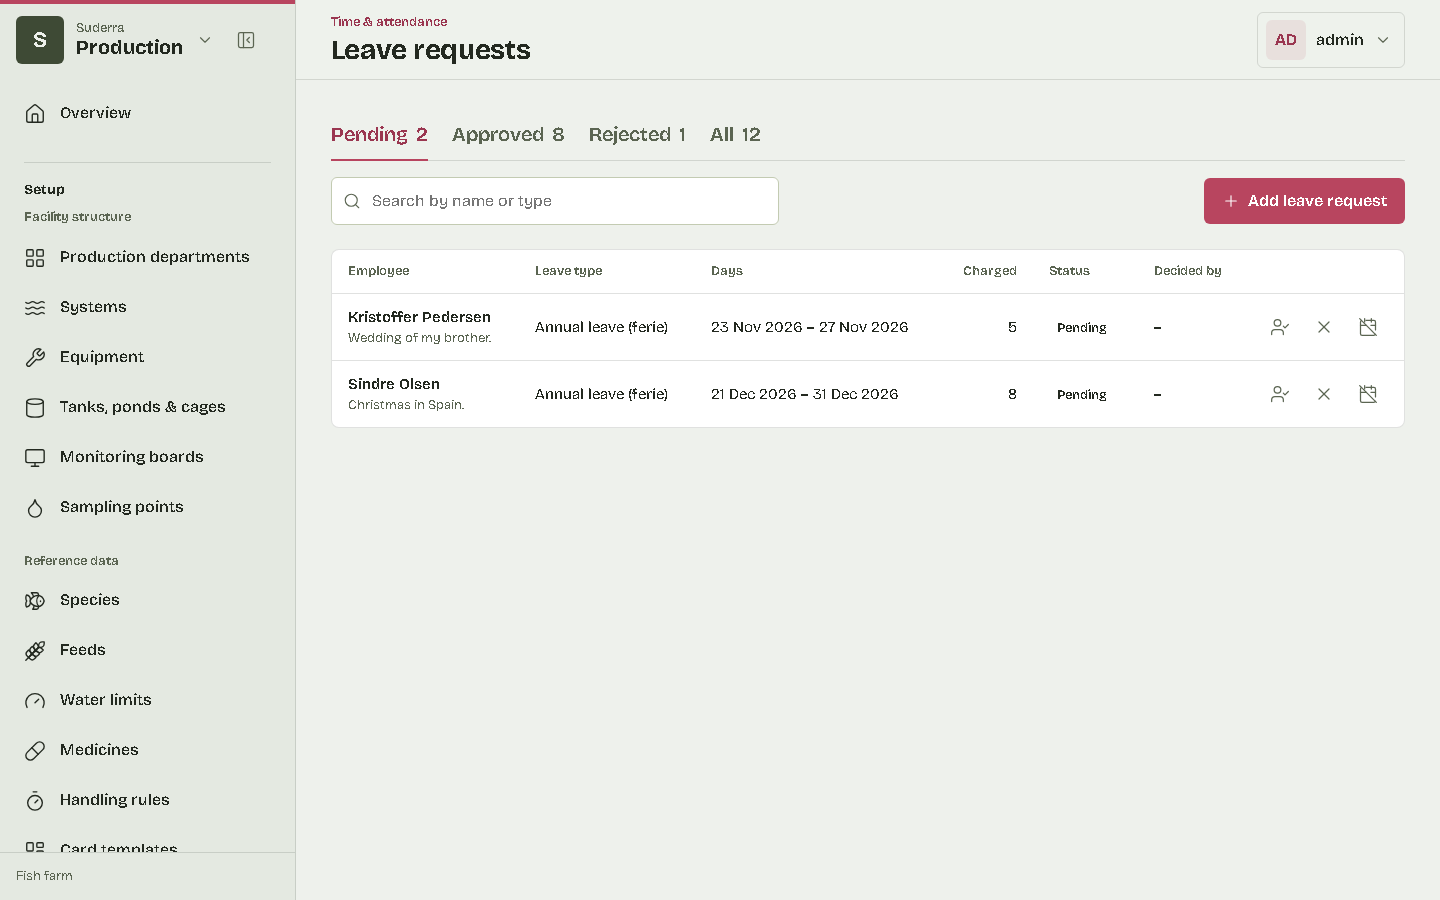 S
Suderra
Production
Overview
Setup
Facility structure
Production departments
Systems
Equipment
Tanks, ponds & cages
Monitoring boards
Sampling points
Reference data
Species
Feeds
Water limits
Medicines
Handling rules
Card templates
Fish farm
Time & attendance
Leave requests
AD admin
Pending 2 Approved 8 Rejected 1 All 12
Search by name or type
Add leave request
Employee Leave type Days Charged Status Decided by
Kristoffer Pedersen
Wedding of my brother.
Annual leave (ferie) 23 Nov 2026 – 27 Nov 2026 5 Pending –
Sindre Olsen
Christmas in Spain.
Annual leave (ferie) 21 Dec 2026 – 31 Dec 2026 8 Pending –